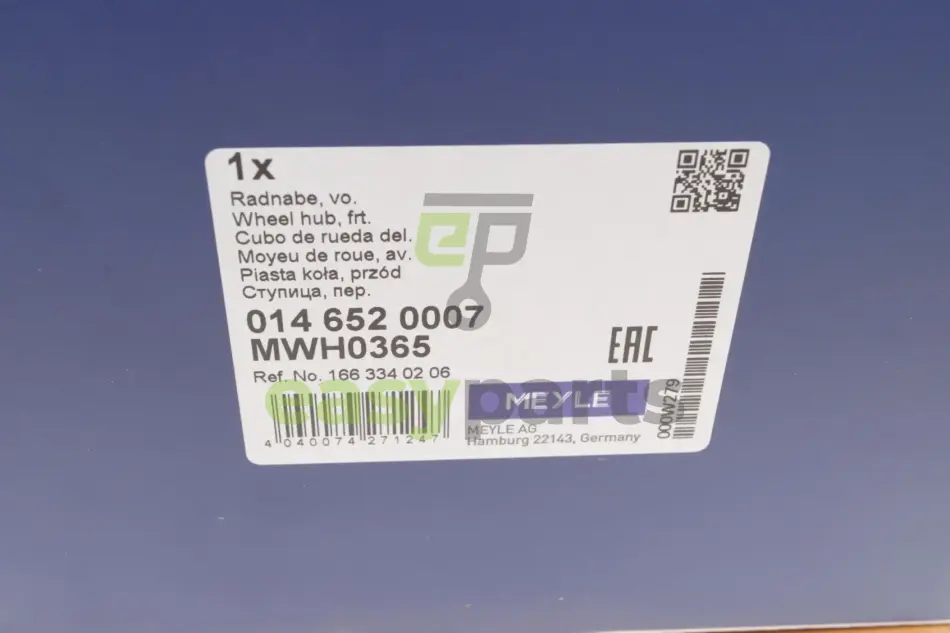 1x
Radnabe, vo.
Wheel hub, frt.
Cubo de rueda del.
Moyeu de roue, av.
Piasta koła, przód
Ступица, пер.
014 652 0007
MWH0365
Ref. No. 166 334 02 06
4 040074 271247
EAC
MEYLE
MEYLE AG
Hamburg 22143, Germany
000W279
ep
easyparts